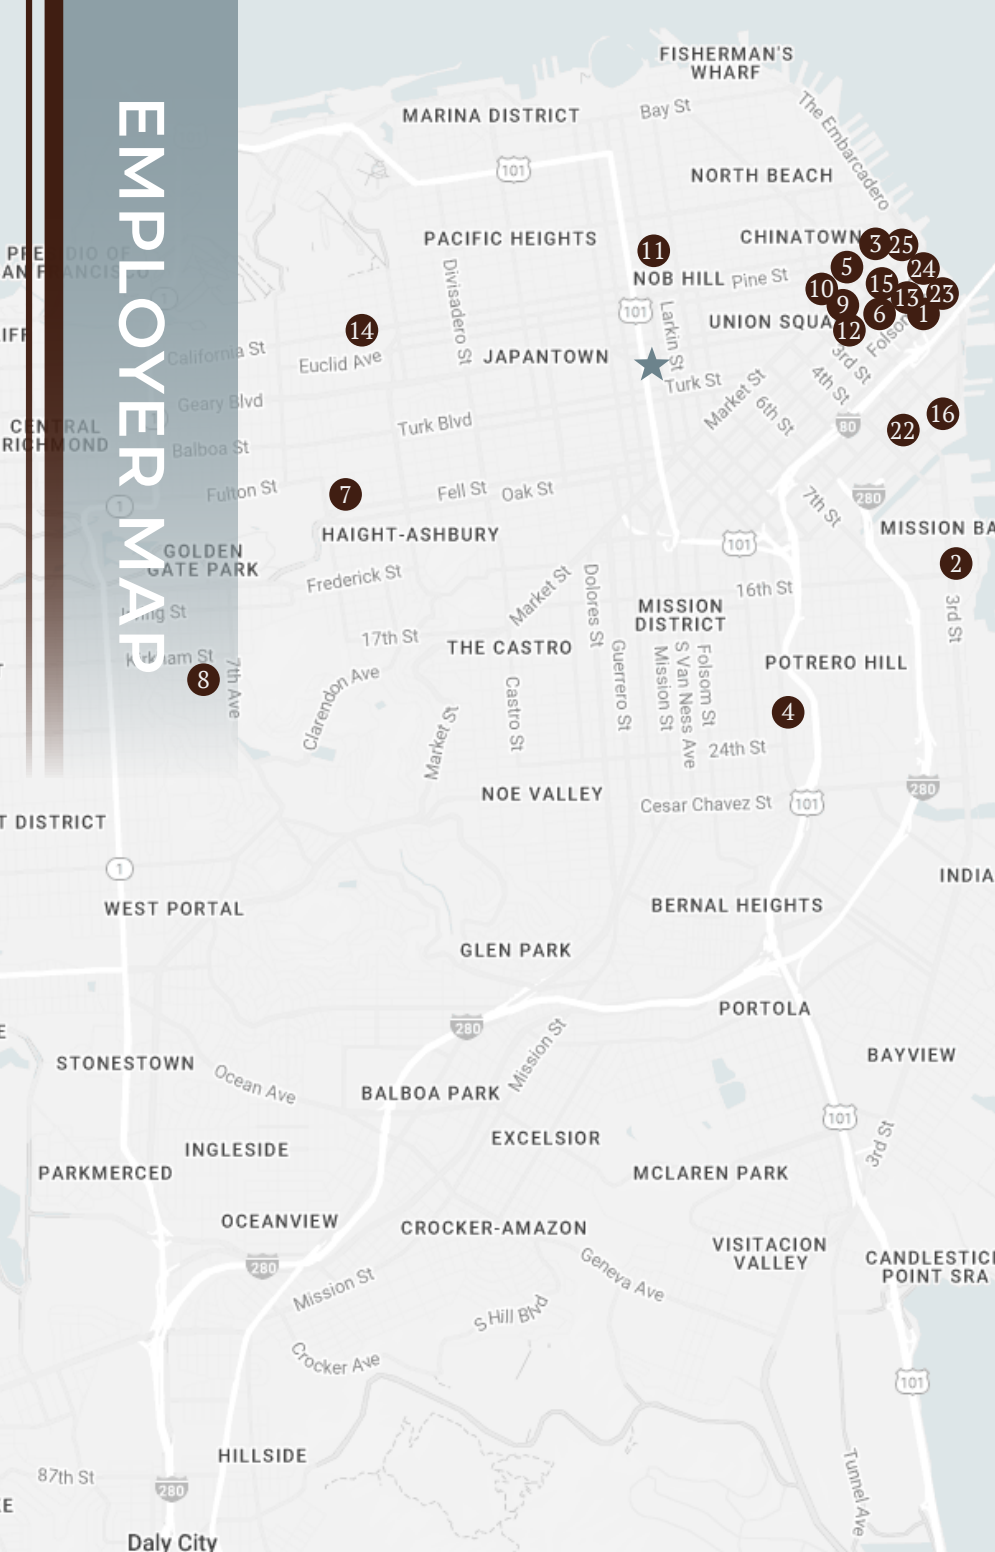 EMPLOYER MAP
FISHERMAN'S
WHARF
MARINA DISTRICT
Bay St
The Embarcadero
101
NORTH BEACH
PACIFIC HEIGHTS
11
CHINATOWN
3
25
PRESIDIO OF
SAN FRANCISCO
5
24
NOB HILL
Pine St
15
10
13
23
9
6
1
101
Larkin St
UNION SQUA
12
Folsom
14
Divisadero St
California St
Euclid Ave
JAPANTOWN
3rd St
Turk St
4th St
Geary Blvd
Market St
6th St
16
CENTRAL
RICHMOND
Turk Blvd
80
22
Balboa St
Fulton St
7
Fell St
Oak St
280
1
7th St
HAIGHT-ASHBURY
MISSION BA
101
GOLDEN
GATE PARK
2
Frederick St
Market St
Dolores St
16th St
Irving St
MISSION
DISTRICT
3rd St
17th St
THE CASTRO
Kirkham St
8
7th Ave
Guerrero St
Mission St
S Van Ness Ave
Folsom St
POTRERO HILL
Clarendon Ave
Castro St
4
Market St
24th St
NOE VALLEY
Cesar Chavez St
101
280
T DISTRICT
1
INDIA
WEST PORTAL
BERNAL HEIGHTS
GLEN PARK
PORTOLA
280
Mission St
STONESTOWN
BAYVIEW
Ocean Ave
BALBOA PARK
101
EXCELSIOR
3rd St
INGLESIDE
PARKMERCED
MCLAREN PARK
OCEANVIEW
CROCKER-AMAZON
VISITACION
VALLEY
CANDLESTIC
POINT SRA
280
Geneva Ave
Mission St
S Hill Blvd
Crocker Ave
101
HILLSIDE
87th St
280
Tunnel Ave
Daly City